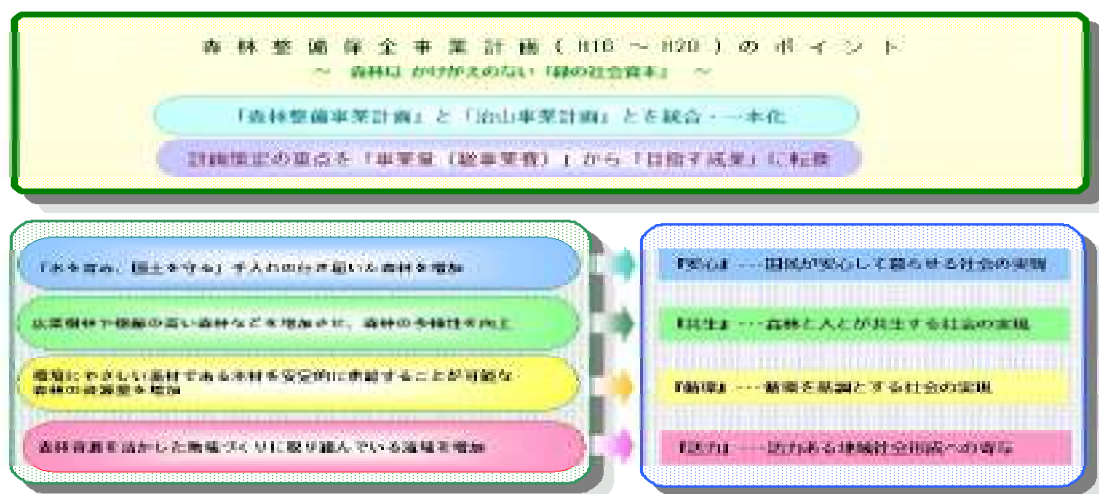 森林整備保全事業計画(H16～H20)のポイント
～ 森林は かけがえのない「緑の社会資本」 ～
「森林整備事業計画」と「治山事業計画」とを統合・一本化
計画策定の重点を「事業量(総事業費)」から「目指す成果」に転換
「水を育み、国土を守る」手入れの行き届いた森林を増加
『安心』･･･国民が安心して暮らせる社会の実現
広葉樹林や樹齢の高い森林などを増加させ、森林の多様性を向上
『共生』･･･森林と人とが共生する社会の実現
環境にやさしい素材である木材を安定的に供給することが可能な
森林の資源量を増加
『循環』･･･循環を基調とする社会の実現
森林資源を活かした づくりに取り組んでいる を増加
『活力』･･･活力ある地域社会形成への寄与